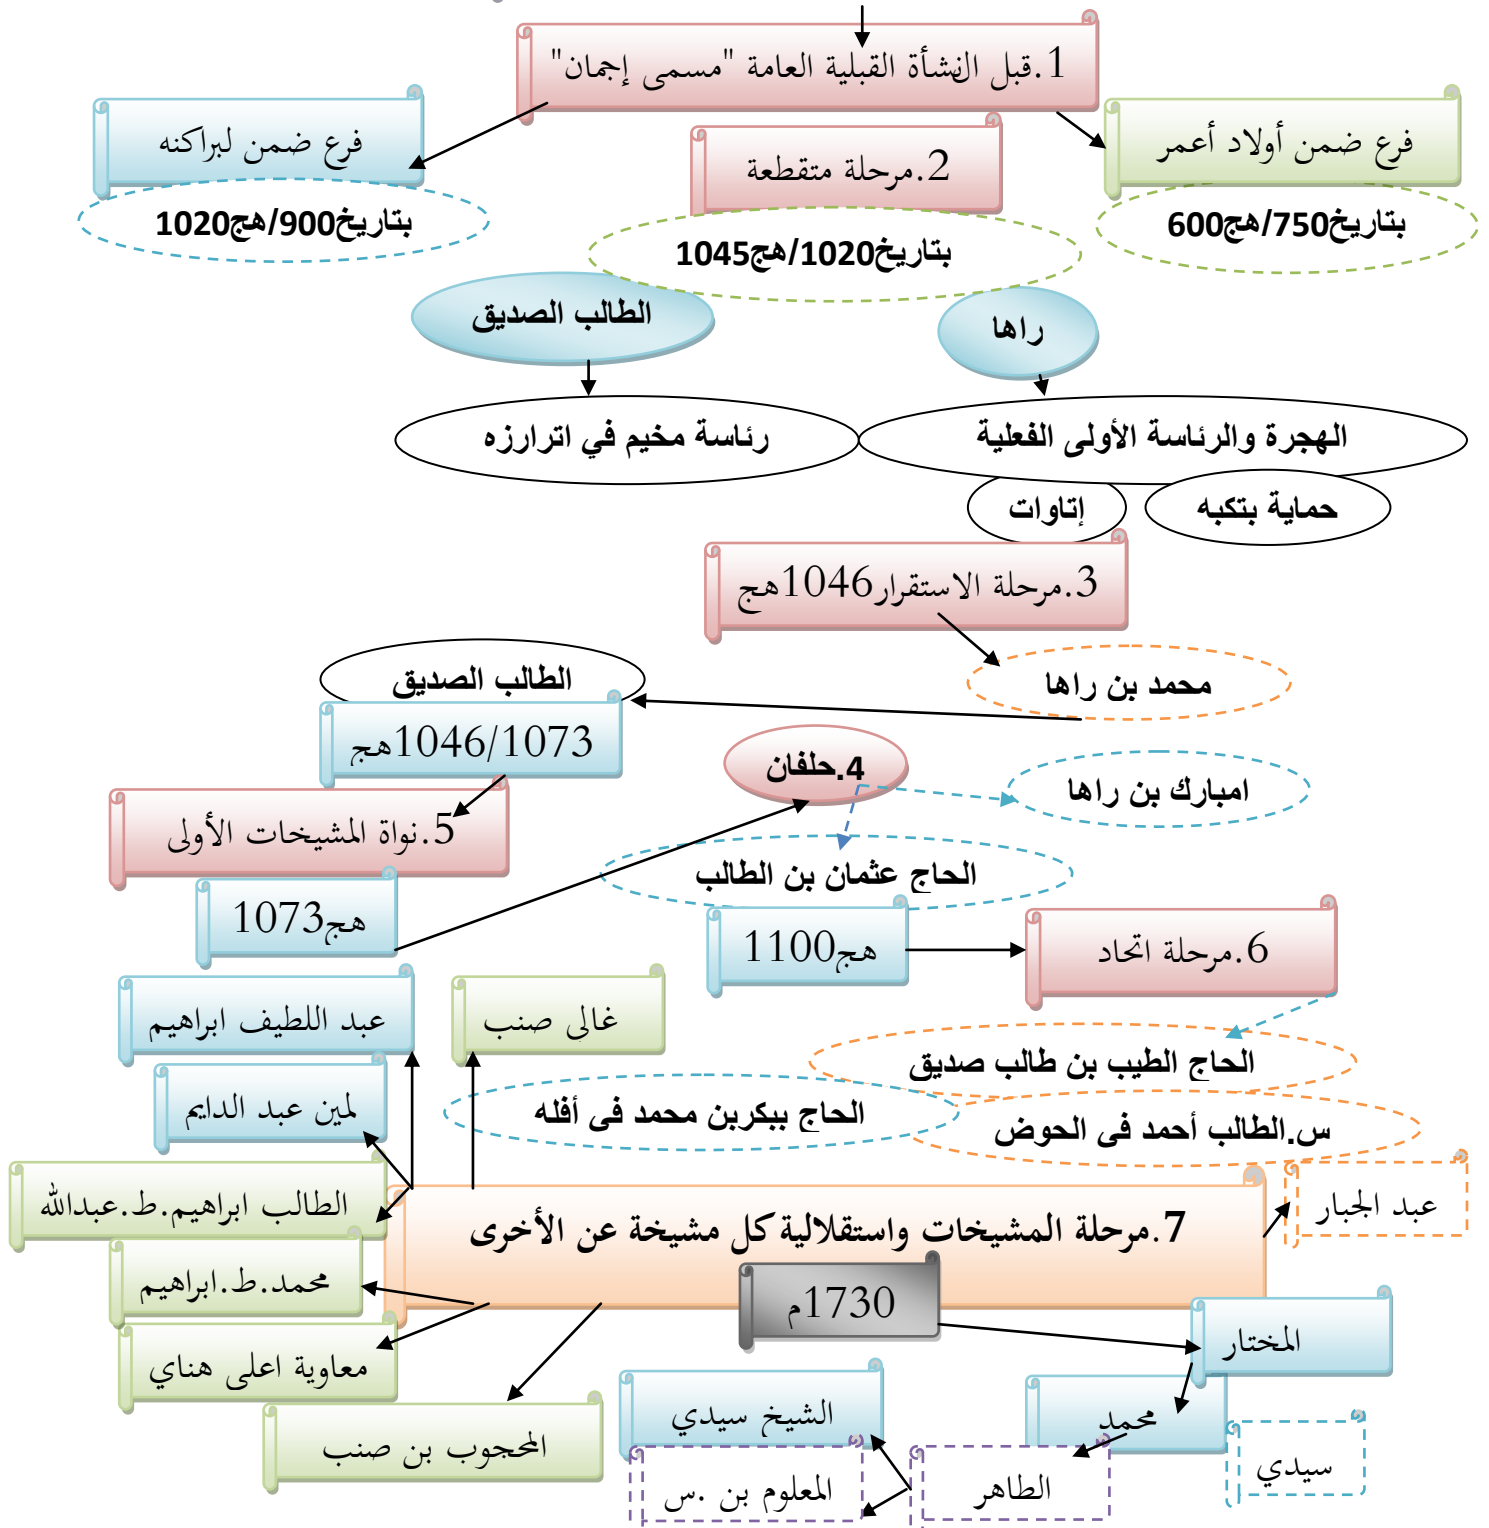 1.قبل النشأة القبلية العامة "مسمى إجمان"
فرع ضمن أولاد أعمر
فرع ضمن لبراكنه
2.مرحلة متقطعة
بتاريخ750/هج600
بتاريخ900/هج1020
بتاريخ1020/هج1045
الطالب الصديق
راها
الهجرة والرئاسة الأولى الفعلية
رئاسة مخيم في اترارزه
حماية بتكبه
إتاوات
3.مرحلة الاستقرار1046هج
محمد بن راها
الطالب الصديق
1046/1073هج
4.حلفان
امبارك بن راها
5.نواة المشيخات الأولى
الحاج عثمان بن الطالب
هج1073
هج1100
6.مرحلة اتحاد
عبد اللطيف ابراهيم
غالى صنب
الحاج الطيب بن طالب صديق
لمين عبد الدايم
الحاج ببكربن محمد فى أفله
س.الطالب أحمد فى الحوض
الطالب ابراهيم.ط.عبدالله
عبد الجبار
7.مرحلة المشيخات واستقلالية كل مشيخة عن الأخرى
محمد.ط.ابراهيم
1730م
المختار
معاوية اعلى هناي
الشيخ سيدي
محمد
المحجوب بن صنب
سيدي
المعلوم بن .س
الطاهر